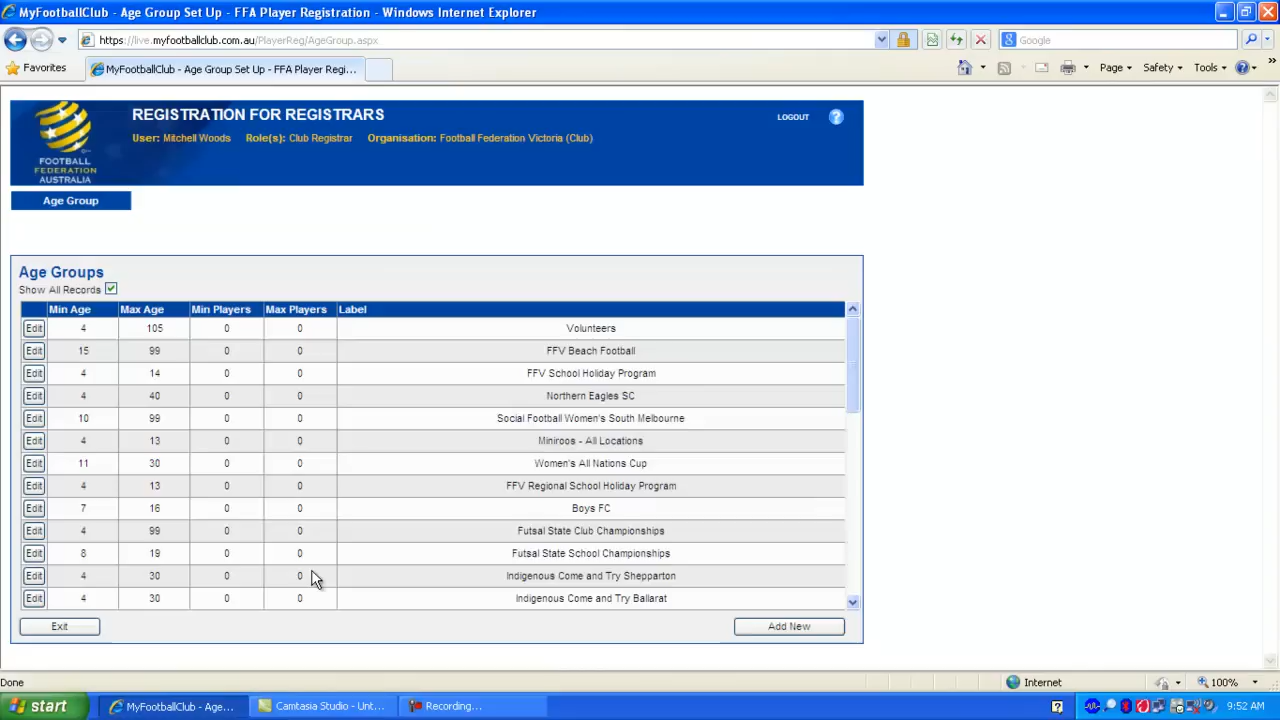 MyFootballClub - Age Group Set Up - FFA Player Registration - Windows Internet Explorer
https://live.myfootballclub.com.au/PlayerReg/AgeGroup.aspx
Google
Favorites
MyFootballClub - Age Group Set Up - FFA Player Regi...
Page
Safety
Tools
REGISTRATION FOR REGISTRARS
LOGOUT
User: Mitchell Woods Role(s): Club Registrar Organisation: Football Federation Victoria (Club)
FOOTBALL
FEDERATION
AUSTRALIA
Age Group
Age Groups
Show All Records
Min Age Max Age Min Players Max Players Label
Edit 4 105 0 0 Volunteers
Edit 15 99 0 0 FFV Beach Football
Edit 4 14 0 0 FFV School Holiday Program
Edit 4 40 0 0 Northern Eagles SC
Edit 10 99 0 0 Social Football Women's South Melbourne
Edit 4 13 0 0 Miniroos - All Locations
Edit 11 30 0 0 Women's All Nations Cup
Edit 4 13 0 0 FFV Regional School Holiday Program
Edit 7 16 0 0 Boys FC
Edit 4 99 0 0 Futsal State Club Championships
Edit 8 19 0 0 Futsal State School Championships
Edit 4 30 0 0 Indigenous Come and Try Shepparton
Edit 4 30 0 0 Indigenous Come and Try Ballarat
Exit Add New
Done
Internet
100%
start
MyFootballClub - Age...
Camtasia Studio - Unt...
Recording...
9:52 AM